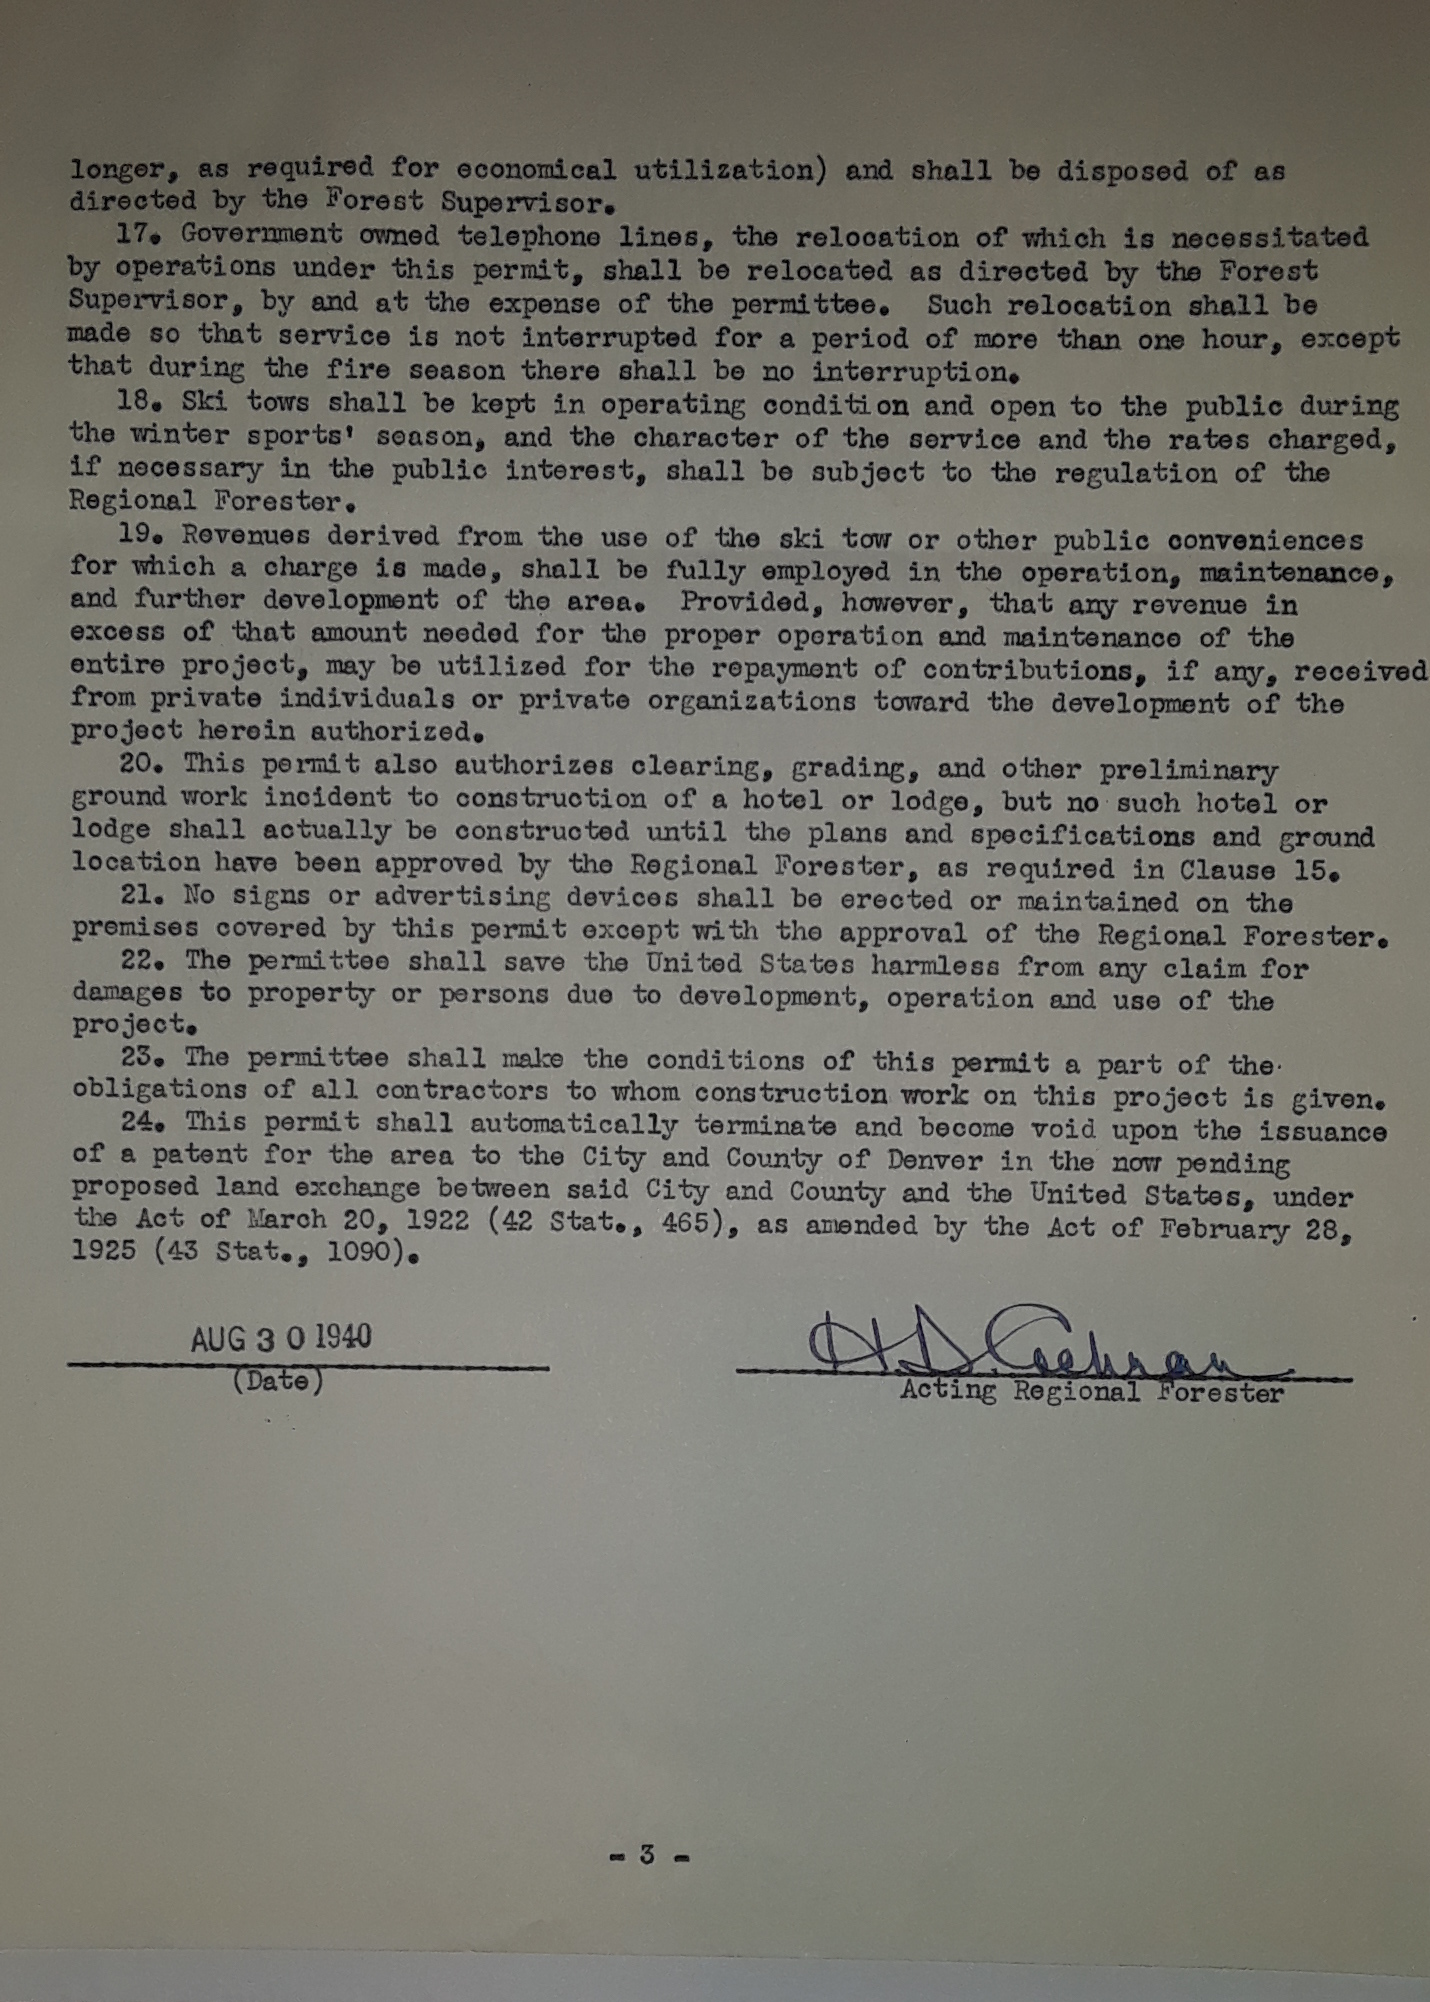 longer, as required for economical utilization) and shall be disposed of as
directed by the Forest Supervisor.
17. Government owned telephone lines, the relocation of which is necessitated
by operations under this permit, shall be relocated as directed by the Forest
Supervisor, by and at the expense of the permittee. Such relocation shall be
made so that service is not interrupted for a period of more than one hour, except
that during the fire season there shall be no interruption.
18. Ski tows shall be kept in operating condition and open to the public during
the winter sports' season, and the character of the service and the rates charged,
if necessary in the public interest, shall be subject to the regulation of the
Regional Forester.
19. Revenues derived from the use of the ski tow or other public conveniences
for which a charge is made, shall be fully employed in the operation, maintenance,
and further development of the area. Provided, however, that any revenue in
excess of that amount needed for the proper operation and maintenance of the
entire project, may be utilized for the repayment of contributions, if any, received
from private individuals or private organizations toward the development of the
project herein authorized.
20. This permit also authorizes clearing, grading, and other preliminary
ground work incident to construction of a hotel or lodge, but no such hotel or
lodge shall actually be constructed until the plans and specifications and ground
location have been approved by the Regional Forester, as required in Clause 15.
21. No signs or advertising devices shall be erected or maintained on the
premises covered by this permit except with the approval of the Regional Forester.
22. The permittee shall save the United States harmless from any claim for
damages to property or persons due to development, operation and use of the
project.
23. The permittee shall make the conditions of this permit a part of the
obligations of all contractors to whom construction work on this project is given.
24. This permit shall automatically terminate and become void upon the issuance
of a patent for the area to the City and County of Denver in the now pending
proposed land exchange between said City and County and the United States, under
the Act of March 20, 1922 (42 Stat., 465), as amended by the Act of February 28,
1925 (43 Stat., 1090).
AUG 30 1940
(Date)
H.D. Cochran
Acting Regional Forester
- 3 -